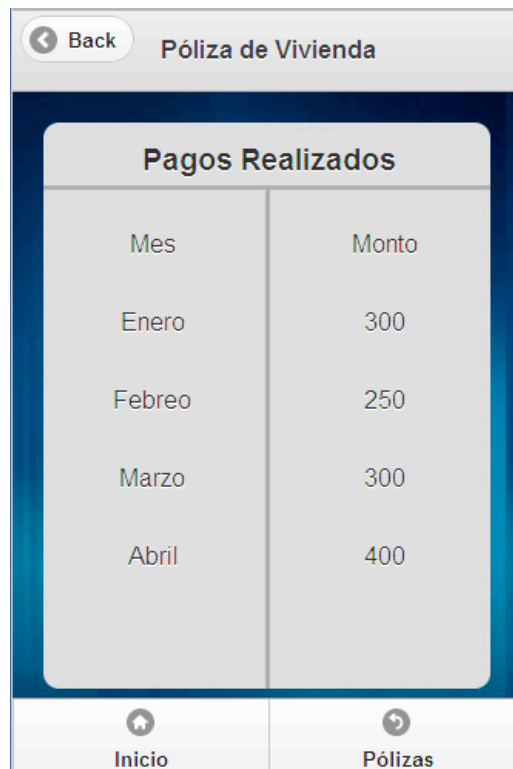 Back
Póliza de Vivienda
Pagos Realizados
Mes Monto
Enero 300
Febreo 250
Marzo 300
Abril 400
Inicio Pólizas